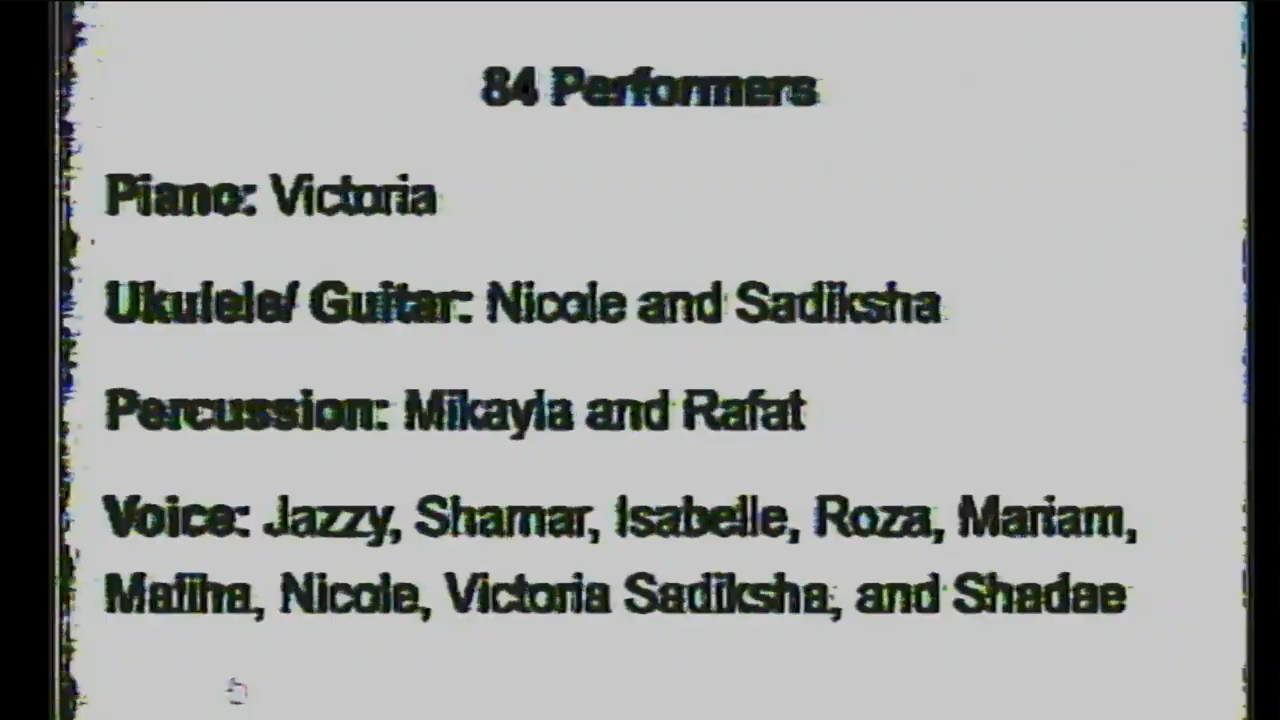 84 Performers
Piano: Victoria
Ukulele/ Guitar: Nicole and Sadiksha
Percussion: Mikayla and Rafat
Voice: Jazzy, Shamar, Isabelle, Roza, Mariam,
Nicole, Victoria Sadiksha, and Shadae